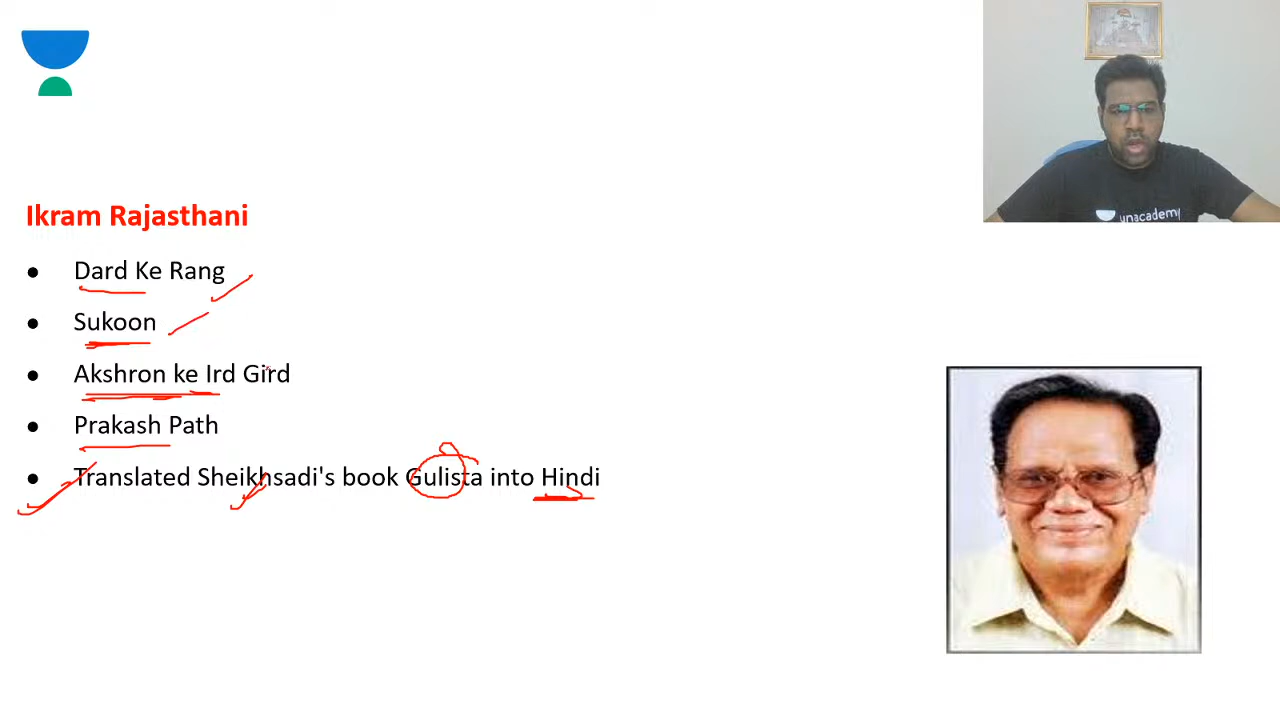 unacademy
Ikram Rajasthani
● Dard Ke Rang
● Sukoon
● Akshron ke Ird Gird
● Prakash Path
● Translated Sheikhsadi's book Gulista into Hindi